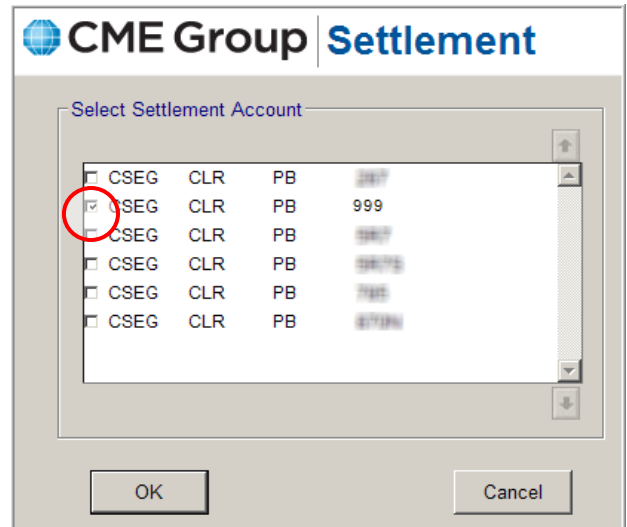 CME Group Settlement
Select Settlement Account
CSEG CLR PB
CSEG CLR PB 999
CSEG CLR PB
CSEG CLR PB
CSEG CLR PB
CSEG CLR PB
OK Cancel